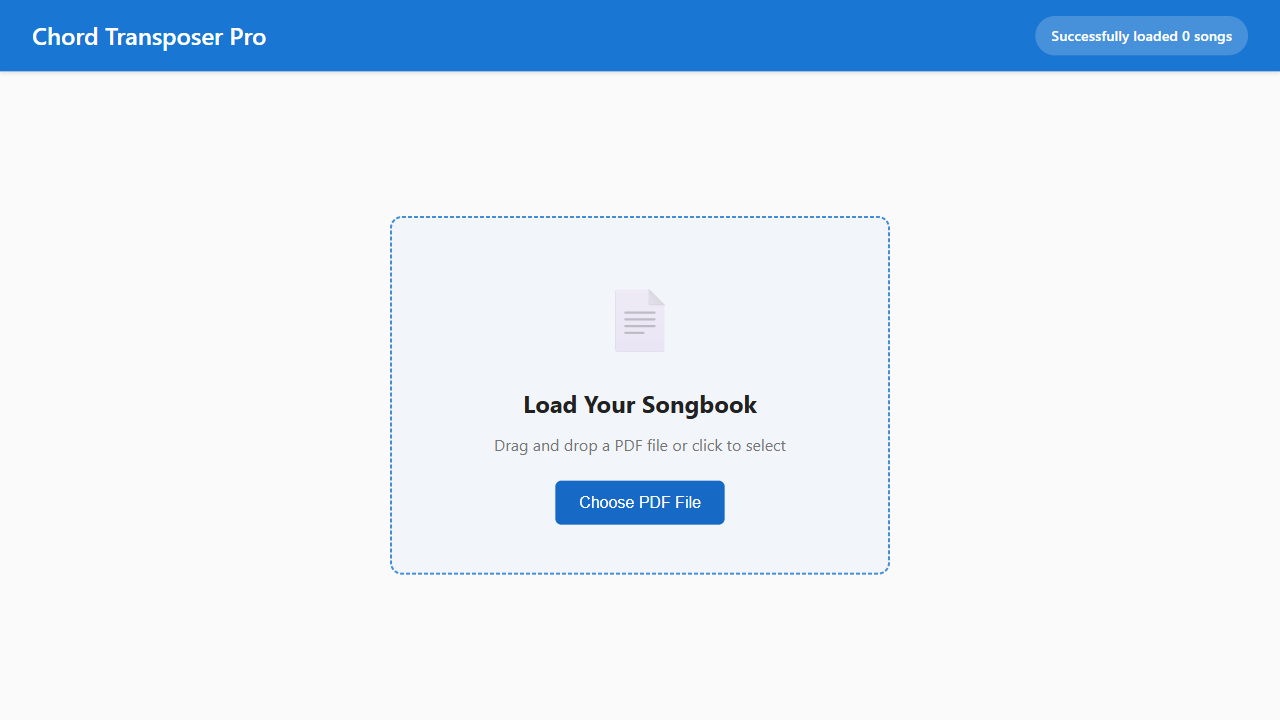 Chord Transposer Pro
Successfully loaded 0 songs
Load Your Songbook
Drag and drop a PDF file or click to select
Choose PDF File